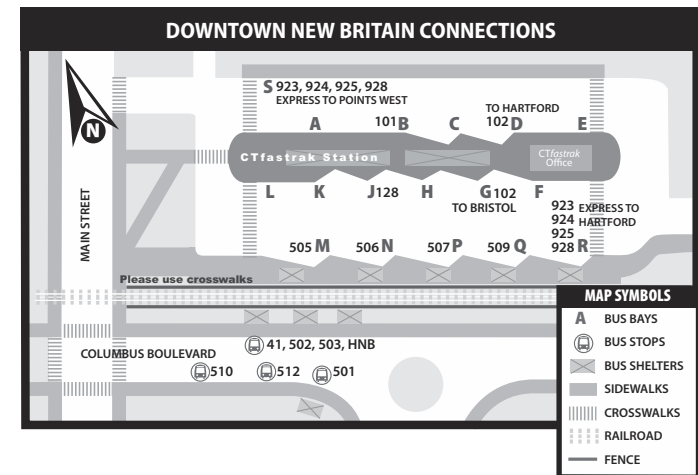 DOWNTOWN NEW BRITAIN CONNECTIONS
S 923, 924, 925, 928
EXPRESS TO POINTS WEST
TO HARTFORD
A 101 B C 102 D E
N
CTfastrak Station
CTfastrak
Office
L K J 128 H G 102 F
TO BRISTOL
923 EXPRESS TO
924 HARTFORD
925
928 R
MAIN STREET
505 M 506 N 507 P 509 Q
Please use crosswalks
COLUMBUS BOULEVARD
41, 502, 503, HNB
510 512 501
MAP SYMBOLS
A BUS BAYS
BUS STOPS
BUS SHELTERS
SIDEWALKS
CROSSWALKS
RAILROAD
FENCE